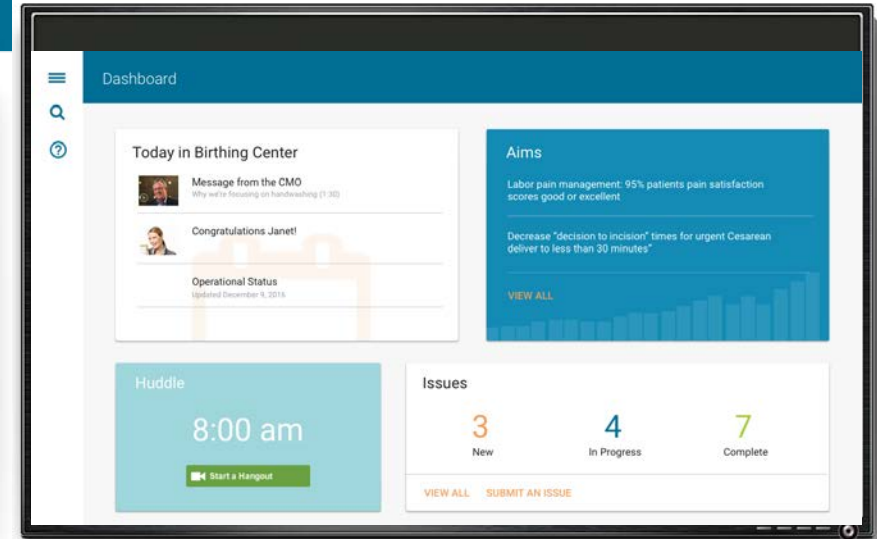 Dashboard
Today in Birthing Center
Message from the CMO
Why we're focusing on handwashing (1:30)
Congratulations Janet!
Operational Status
Updated December 9, 2016
Aims
Labor pain management: 95% patients pain satisfaction
scores good or excellent
Decrease "decision to incision" times for urgent Cesarean
deliver to less than 30 minutes"
VIEW ALL
Huddle
8:00 am
Start a Hangout
Issues
3
New
4
In Progress
7
Complete
VIEW ALL
SUBMIT AN ISSUE